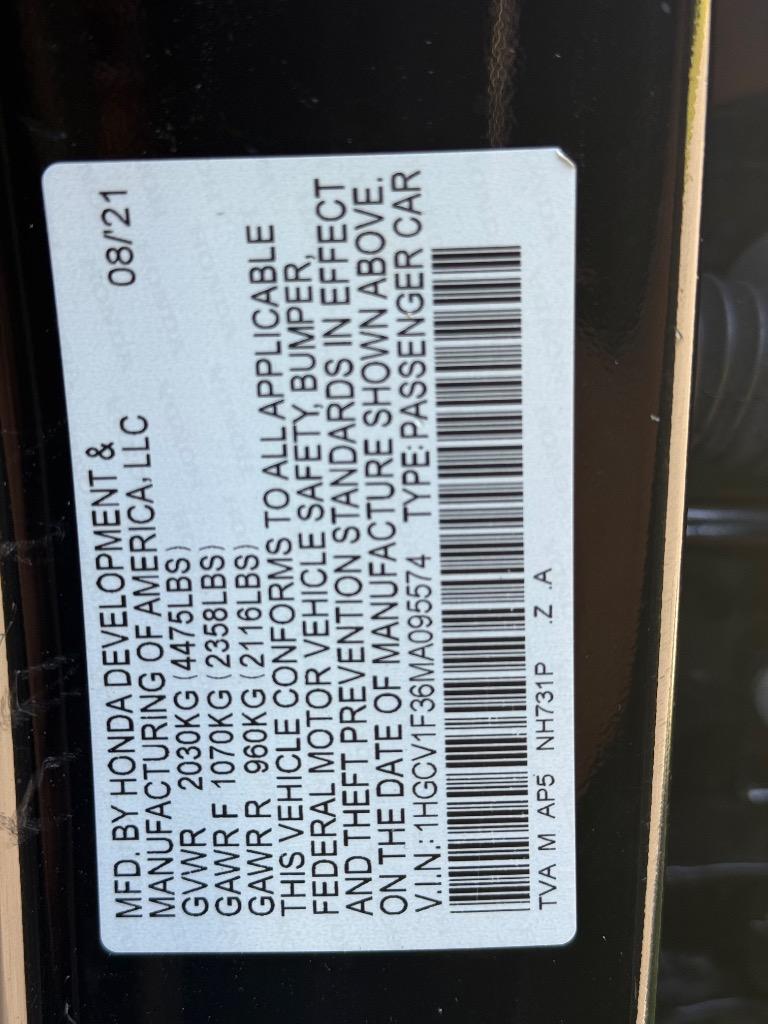 MFD. BY HONDA DEVELOPMENT & 08/'21
MANUFACTURING OF AMERICA, LLC
GVWR 2030KG (4475LBS)
GAWR F 1070KG (2358LBS)
GAWR R 960KG (2116LBS)
THIS VEHICLE CONFORMS TO ALL APPLICABLE
FEDERAL MOTOR VEHICLE SAFETY, BUMPER,
AND THEFT PREVENTION STANDARDS IN EFFECT
ON THE DATE OF MANUFACTURE SHOWN ABOVE.
V.I.N.: 1HGCV1F36MA095574 TYPE: PASSENGER CAR
TVA M AP5 NH731P .Z .A